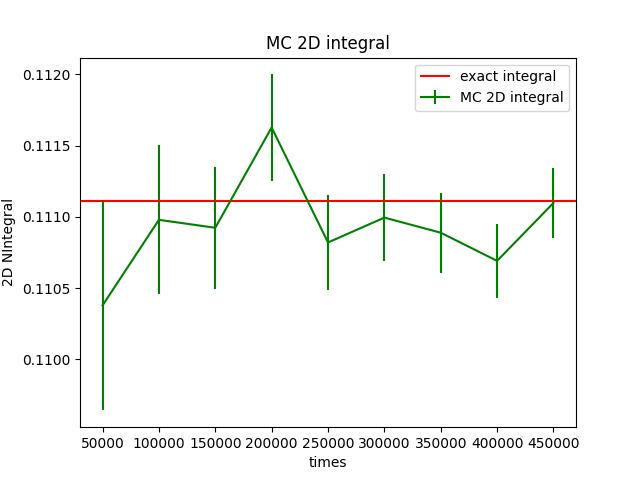 MC 2D integral
exact integral
MC 2D integral
0.1120
0.1115
0.1110
0.1105
0.1100
2D NIntegral
50000 100000 150000 200000 250000 300000 350000 400000 450000
times